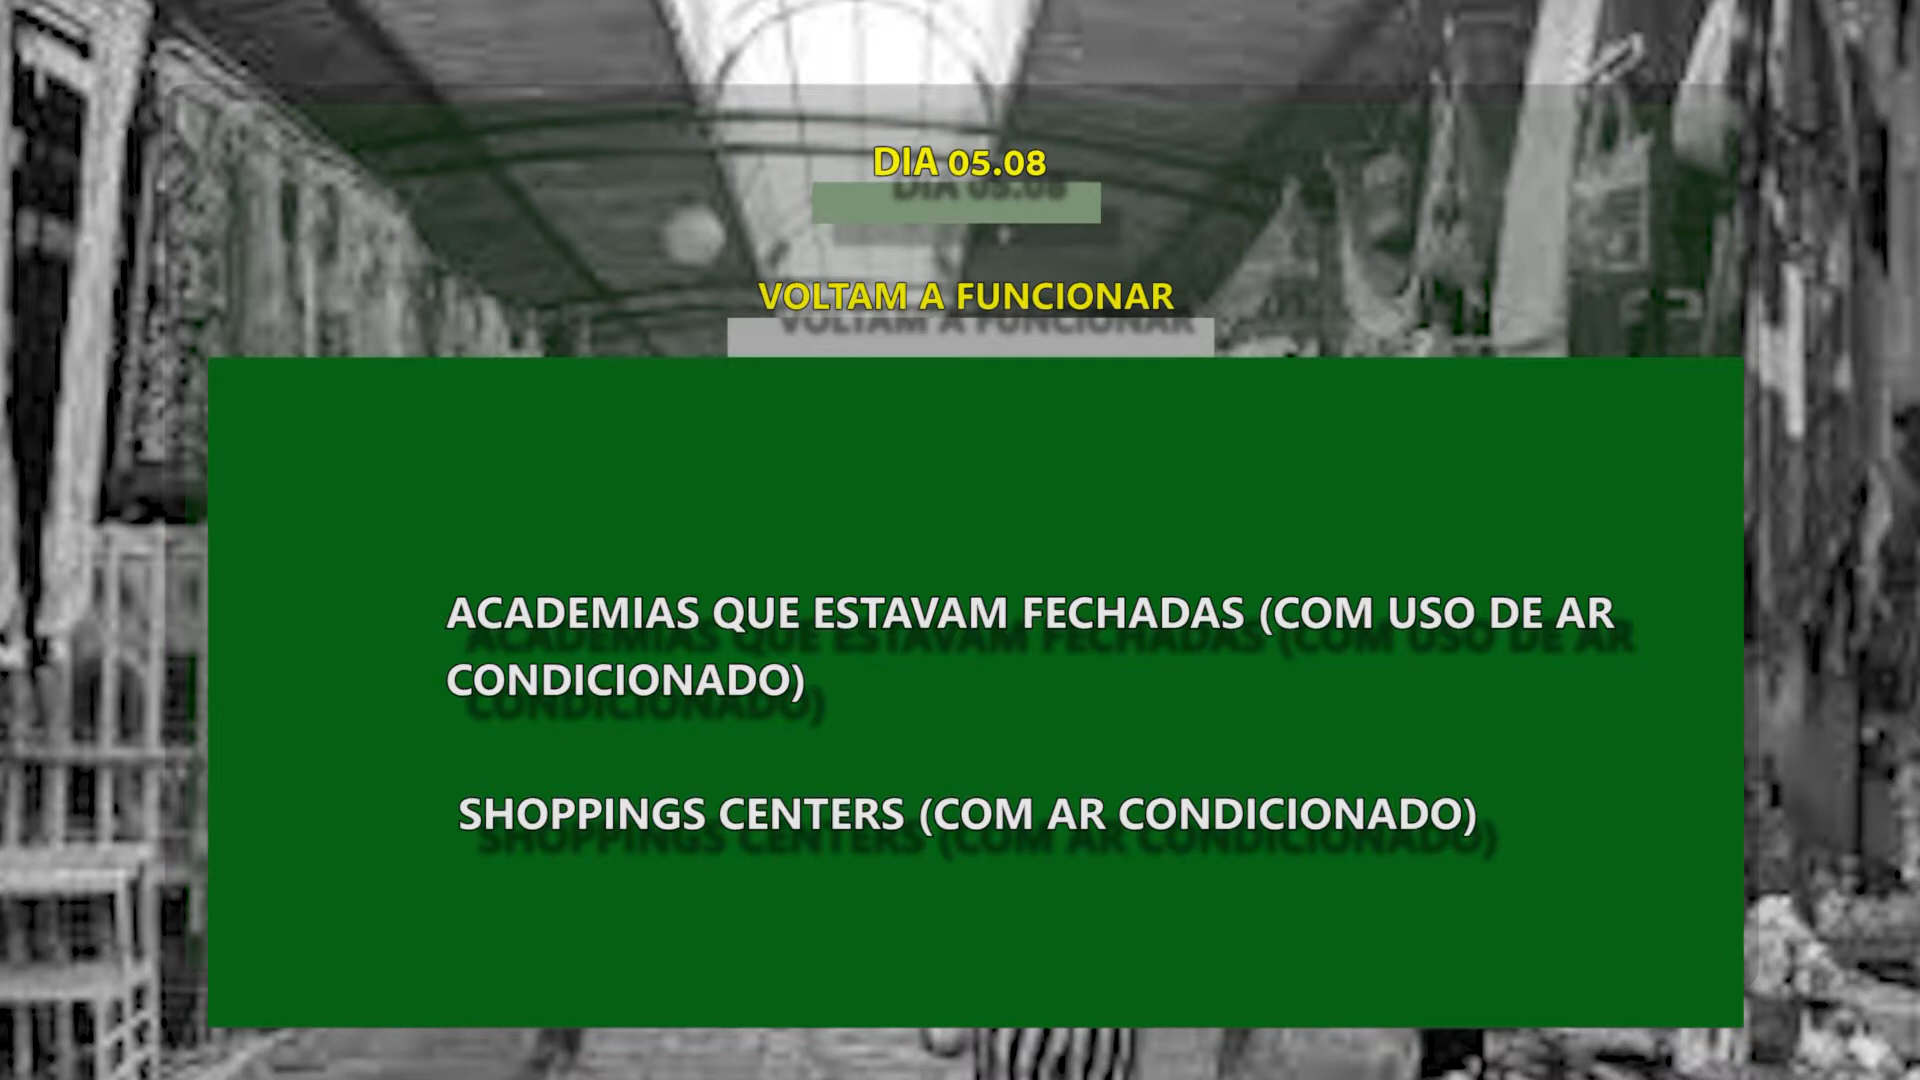 DIA 05.08
VOLTAM A FUNCIONAR
ACADEMIAS QUE ESTAVAM FECHADAS (COM USO DE AR
CONDICIONADO)
SHOPPINGS CENTERS (COM AR CONDICIONADO)